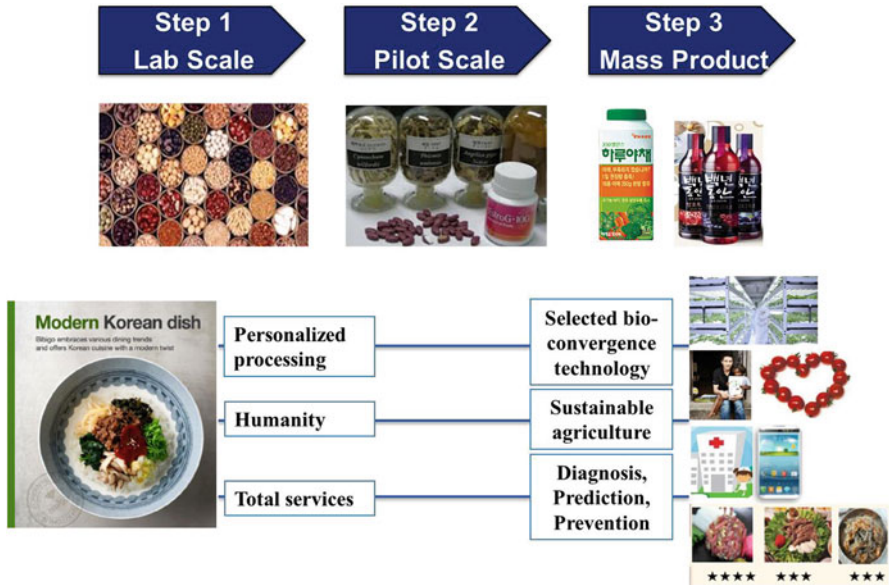 Step 1
Lab Scale
Step 2
Pilot Scale
Step 3
Mass Product
하루야채
Modern Korean dish
Bibigo embraces various dining trends
and offers Korean cuisine with a modern twist
Personalized
processing
Humanity
Total services
Selected bio-
convergence
technology
Sustainable
agriculture
Diagnosis,
Prediction,
Prevention
★★★★ ★★★ ★★★